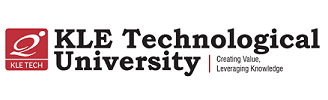 KLE TECH
KLE Technological
University
Creating Value,
Leveraging Knowledge